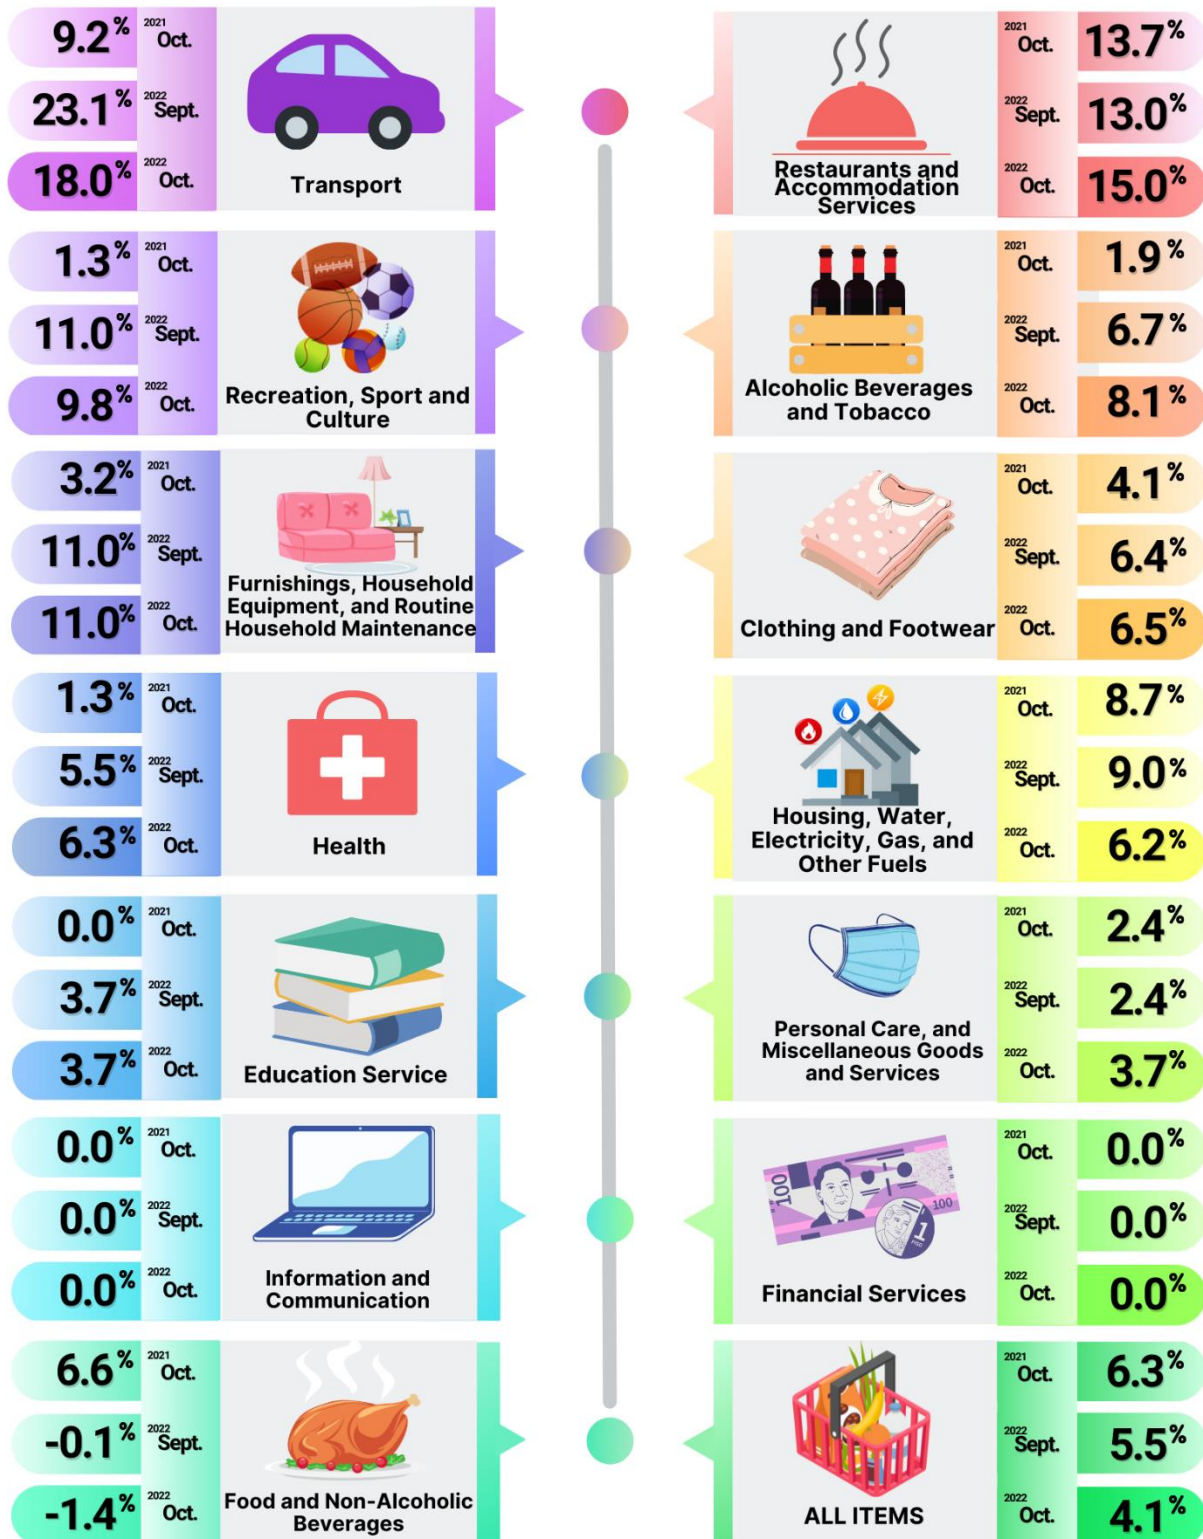 9.2%
2021
Oct.
23.1%
2022
Sept.
18.0%
2022
Oct.
Transport
2021
Oct.
13.7%
2022
Sept.
13.0%
2022
Oct.
15.0%
Restaurants and
Accommodation
Services
1.3%
2021
Oct.
11.0%
2022
Sept.
9.8%
2022
Oct.
Recreation, Sport and
Culture
2021
Oct.
1.9%
2022
Sept.
6.7%
2022
Oct.
8.1%
Alcoholic Beverages
and Tobacco
3.2%
2021
Oct.
11.0%
2022
Sept.
11.0%
2022
Oct.
Furnishings, Household
Equipment, and Routine
Household Maintenance
2021
Oct.
4.1%
2022
Sept.
6.4%
2022
Oct.
6.5%
Clothing and Footwear
1.3%
2021
Oct.
5.5%
2022
Sept.
6.3%
2022
Oct.
Health
2021
Oct.
8.7%
2022
Sept.
9.0%
2022
Oct.
6.2%
Housing, Water,
Electricity, Gas, and
Other Fuels
0.0%
2021
Oct.
3.7%
2022
Sept.
3.7%
2022
Oct.
Education Service
2021
Oct.
2.4%
2022
Sept.
2.4%
2022
Oct.
3.7%
Personal Care, and
Miscellaneous Goods
and Services
0.0%
2021
Oct.
0.0%
2022
Sept.
0.0%
2022
Oct.
Information and
Communication
100
100
1
PISO
2021
Oct.
0.0%
2022
Sept.
0.0%
2022
Oct.
0.0%
Financial Services
6.6%
2021
Oct.
-0.1%
2022
Sept.
-1.4%
2022
Oct.
Food and Non-Alcoholic
Beverages
2021
Oct.
6.3%
2022
Sept.
5.5%
2022
Oct.
4.1%
ALL ITEMS